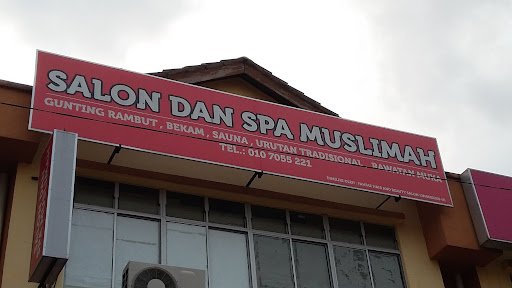 SALON DAN SPA MUSLIMAH
GUNTING RAMBUT , BEKAM , SAUNA , URUTAN TRADISIONAL , RAWATAN MUKA
TEL.: 010 7055 221